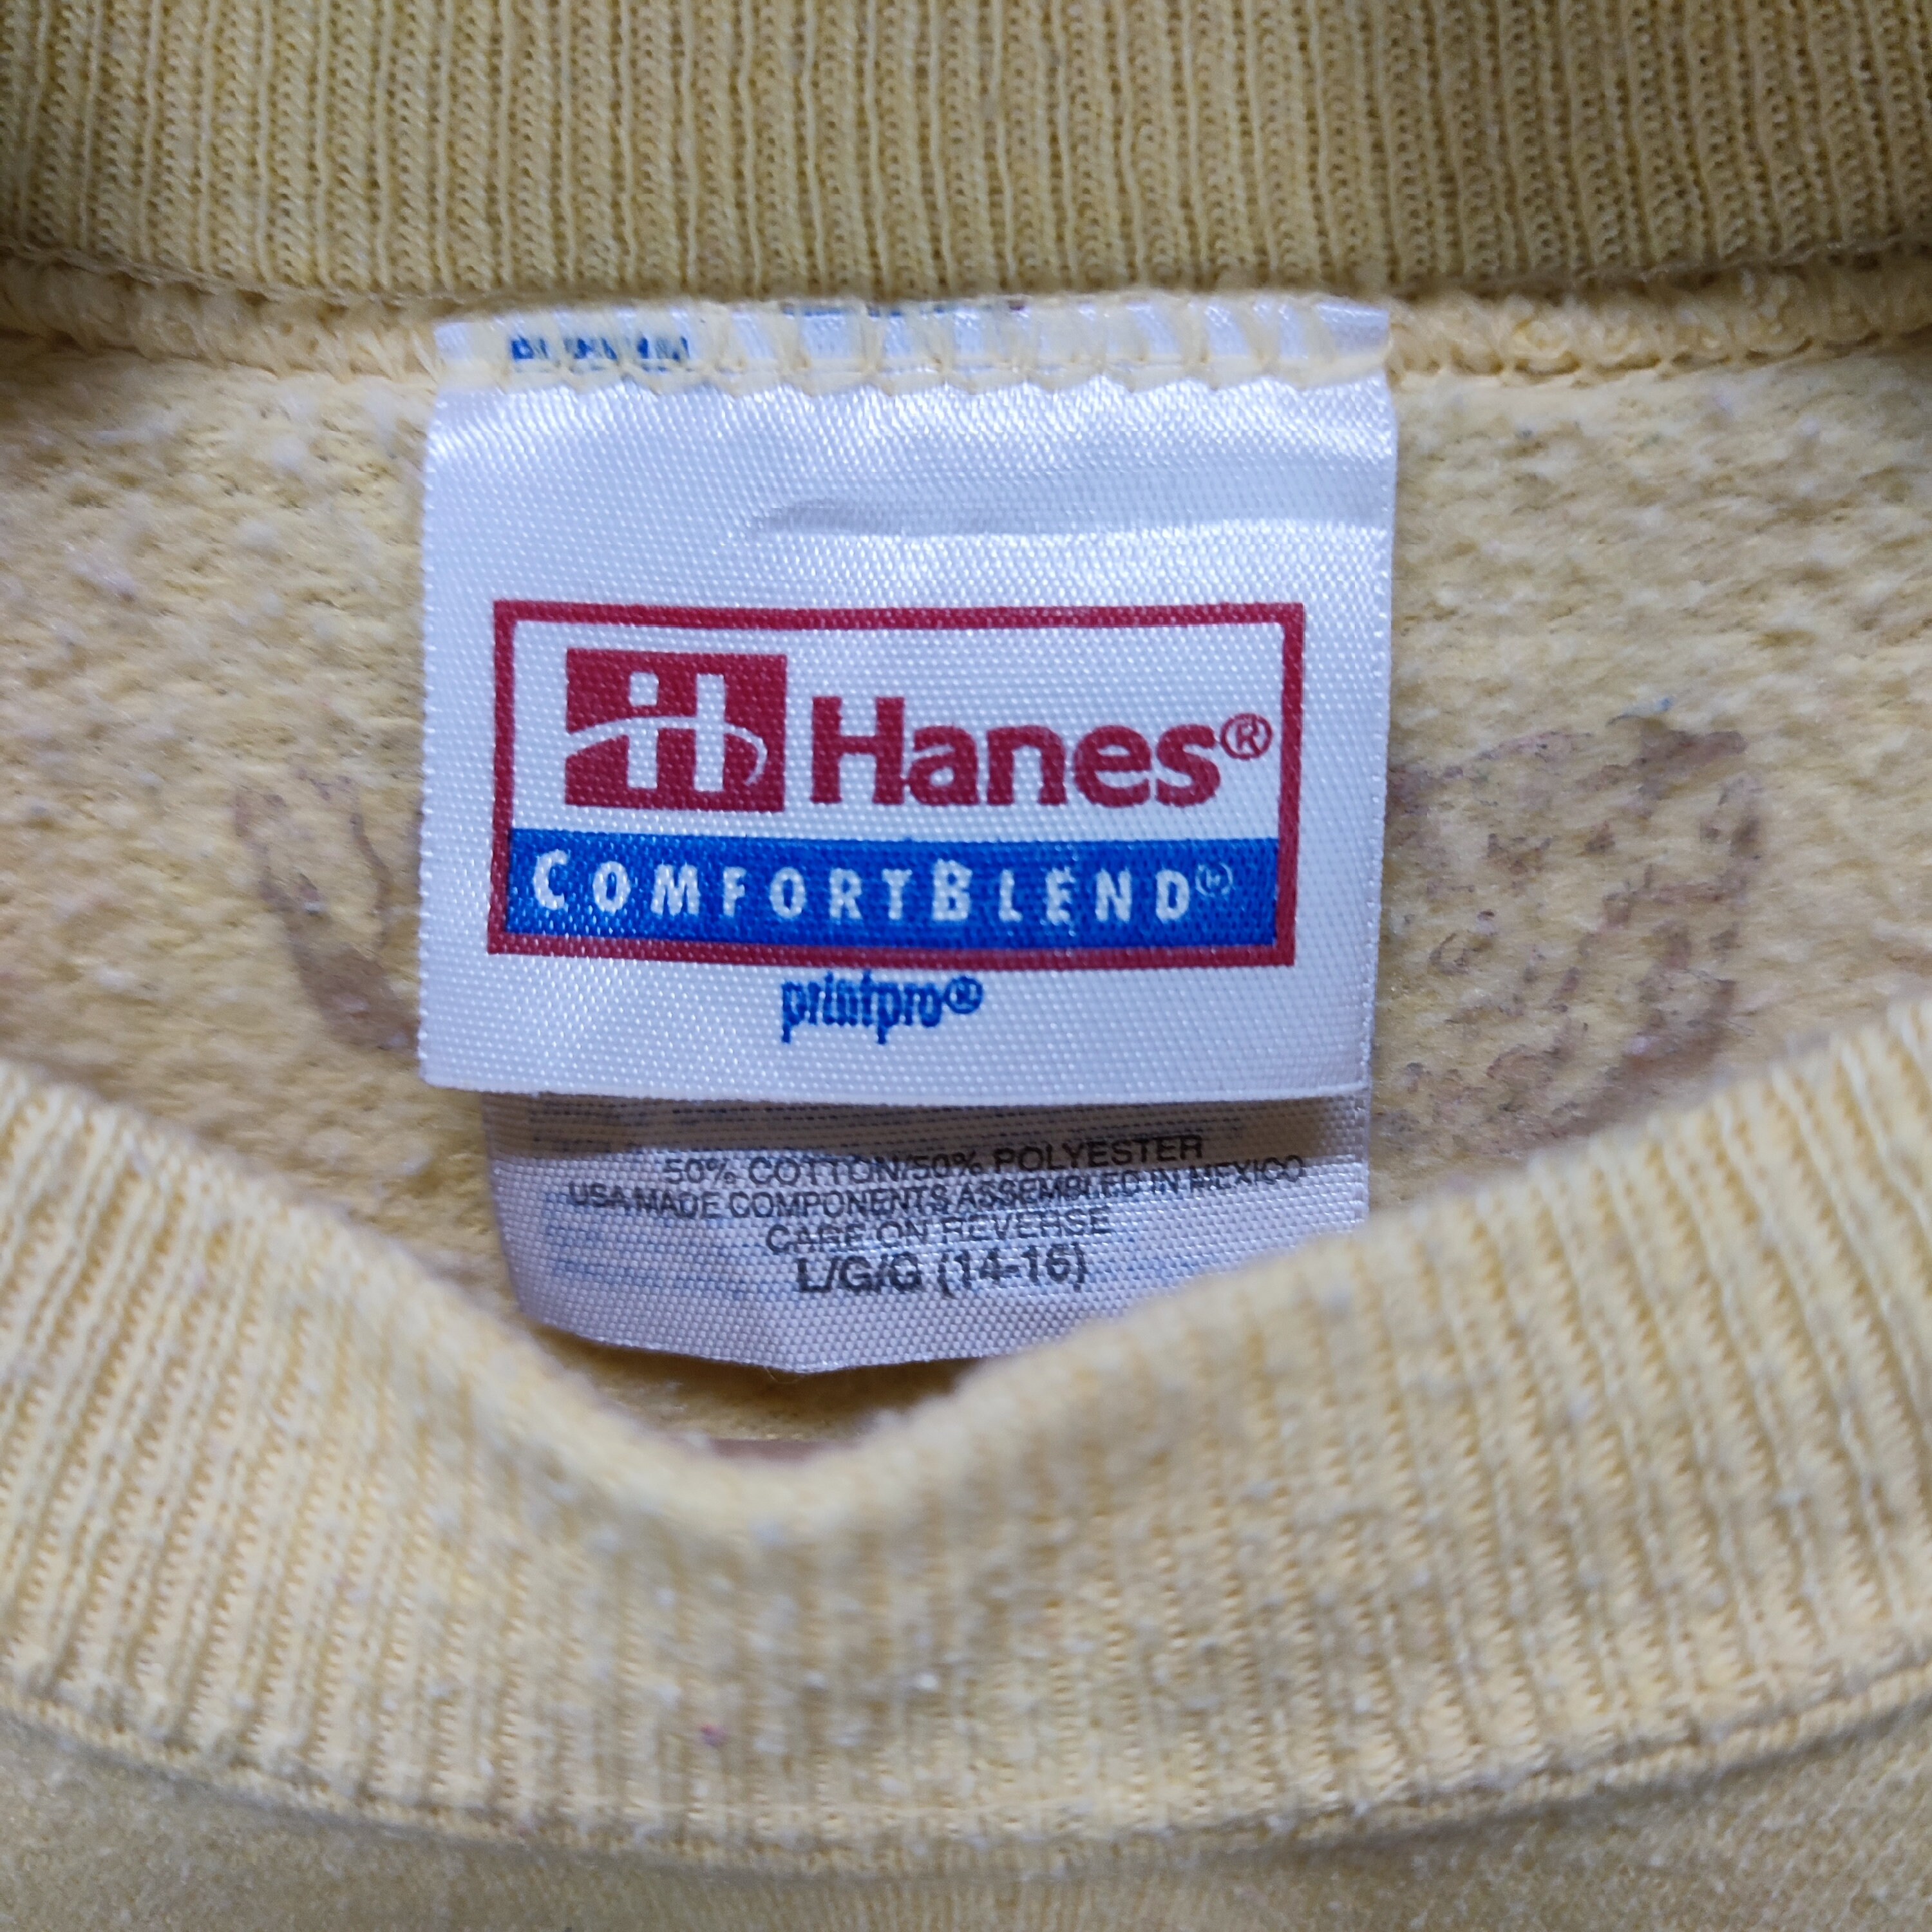 Hanes®
COMFORTBLEND®
printpro®
50% COTTON/50% POLYESTER
USA MADE COMPONENTS ASSEMBLED IN MEXICO
CARE ON REVERSE
L/G/G (14-16)